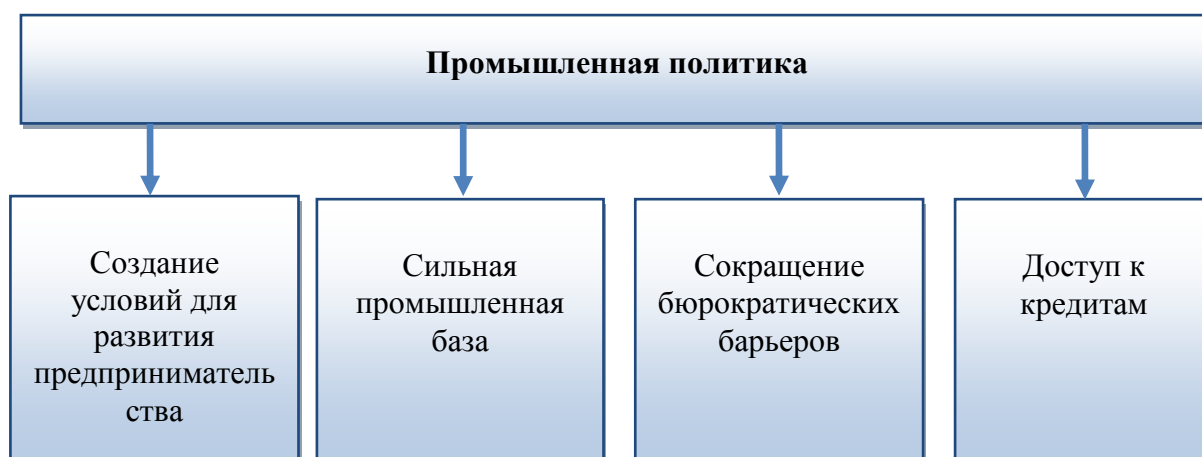 Промышленная политика
Создание
условий для
развития
предприниматель
ства
Сильная
промышленная
база
Сокращение
бюрократических
барьеров
Доступ к
кредитам